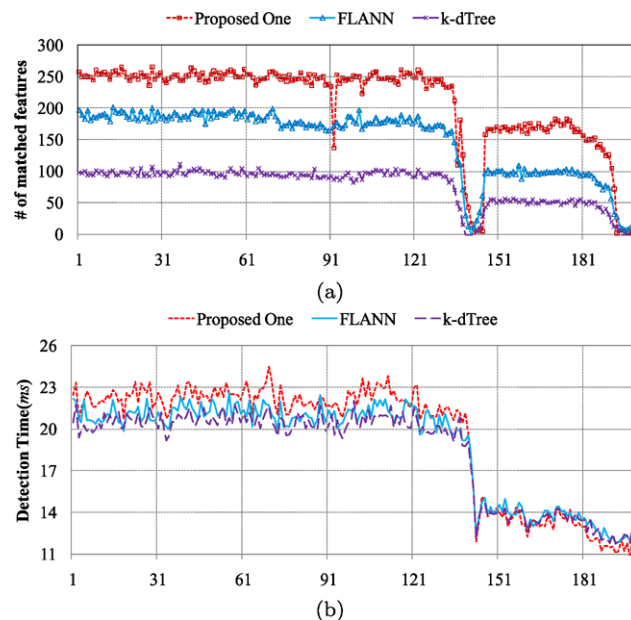 Proposed One FLANN k-dTree
# of matched features
300
250
200
150
100
50
0
1 31 61 91 121 151 181
(a)
Proposed One FLANN k-dTree
Detection Time(ms)
26
23
20
17
14
11
1 31 61 91 121 151 181
(b)